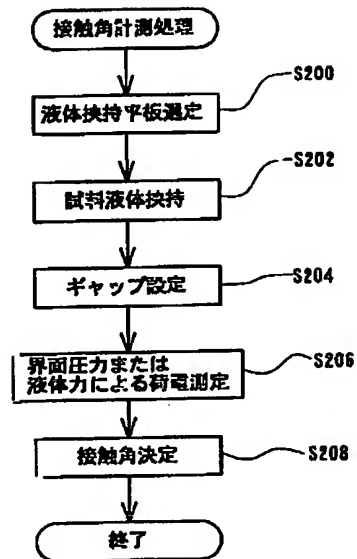 接触角計測処理
S200
液体挟持平板選定
S202
試料液体挟持
S204
ギャップ設定
S206
界面圧力または
液体力による荷重測定
S208
接触角決定
終了